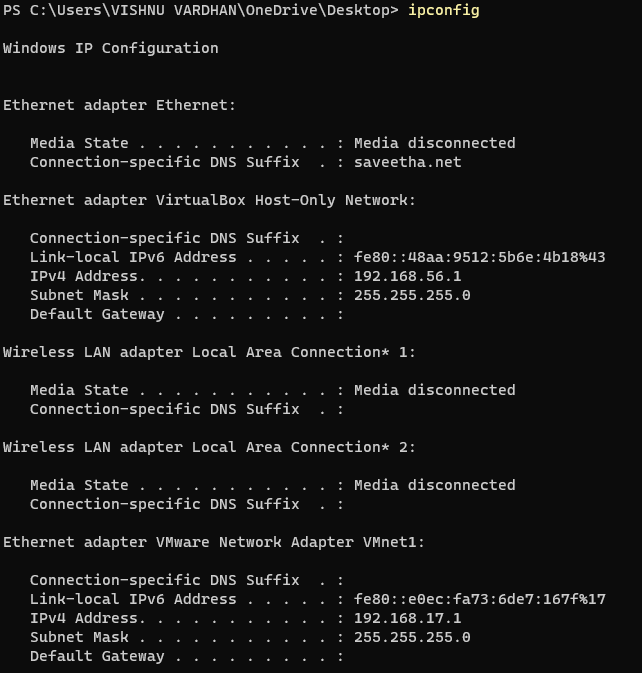 PS C:\Users\VISHNU VARDHAN\OneDrive\Desktop> ipconfig
Windows IP Configuration
Ethernet adapter Ethernet:
Media State . . . . . . . . . . . : Media disconnected
Connection-specific DNS Suffix  . : saveetha.net
Ethernet adapter VirtualBox Host-Only Network:
Connection-specific DNS Suffix  . :
Link-local IPv6 Address . . . . . : fe80::48aa:9512:5b6e:4b18%43
IPv4 Address. . . . . . . . . . . : 192.168.56.1
Subnet Mask . . . . . . . . . . . : 255.255.255.0
Default Gateway . . . . . . . . . :
Wireless LAN adapter Local Area Connection* 1:
Media State . . . . . . . . . . . : Media disconnected
Connection-specific DNS Suffix  . :
Wireless LAN adapter Local Area Connection* 2:
Media State . . . . . . . . . . . : Media disconnected
Connection-specific DNS Suffix  . :
Ethernet adapter VMware Network Adapter VMnet1:
Connection-specific DNS Suffix  . :
Link-local IPv6 Address . . . . . : fe80::e0ec:fa73:6de7:167f%17
IPv4 Address. . . . . . . . . . . : 192.168.17.1
Subnet Mask . . . . . . . . . . . : 255.255.255.0
Default Gateway . . . . . . . . . :